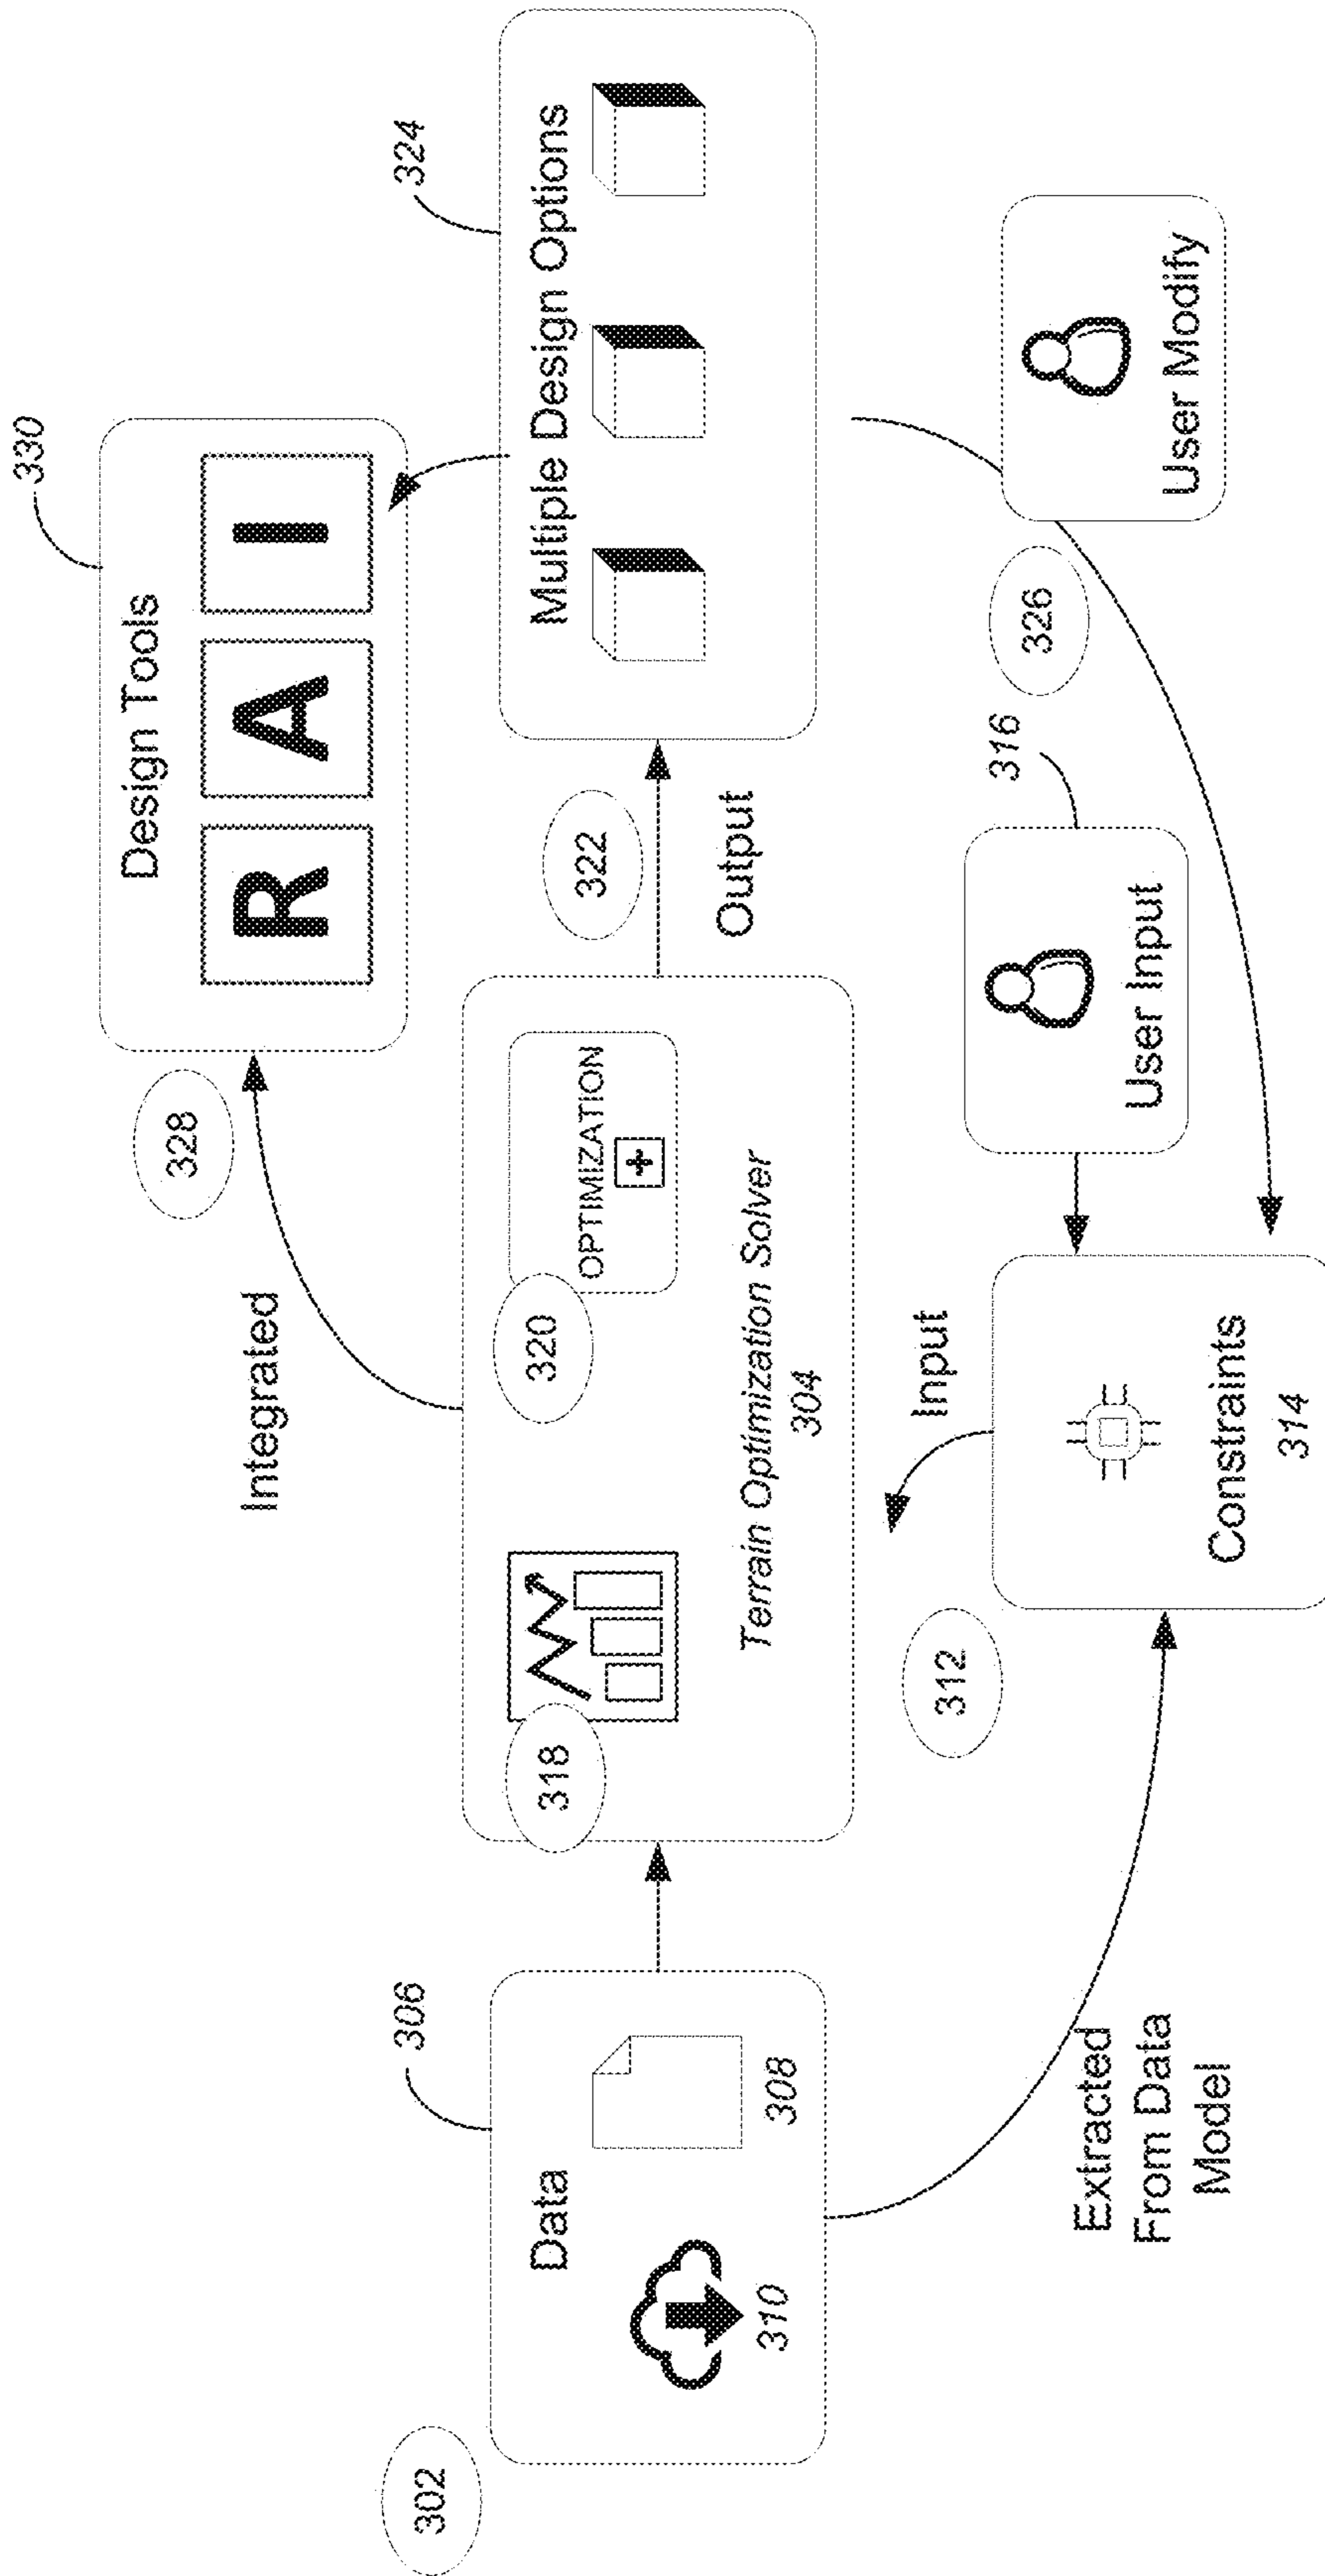 330
Design Tools
R A I
328
Integrated
324
Multiple Design Options
322
Output
320
OPTIMIZATION
+
318
Terrain Optimization Solver
304
302
306
Data
310
308
Extracted
From Data
Model
312
Input
Constraints
314
316
User Input
326
User Modify